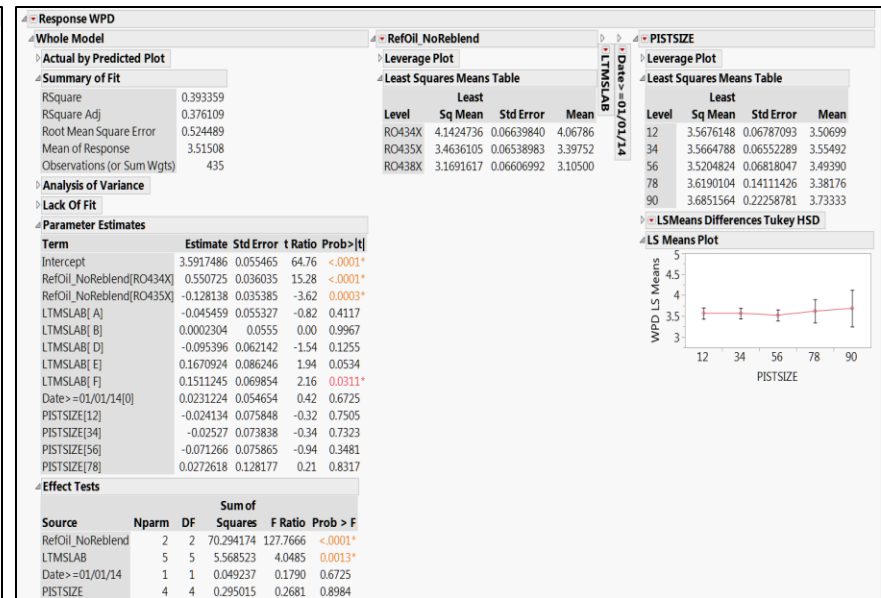 Response WPD
Whole Model
Actual by Predicted Plot
Summary of Fit
RSquare 0.393359
RSquare Adj 0.376109
Root Mean Square Error 0.524489
Mean of Response 3.51508
Observations (or Sum Wgts) 435
Analysis of Variance
Lack Of Fit
Parameter Estimates
Term Estimate Std Error t Ratio Prob>|t|
Intercept 3.5917486 0.055465 64.76 <.0001*
RefOil_NoReblend[RO434X] 0.550725 0.036035 15.28 <.0001*
RefOil_NoReblend[RO435X] -0.128138 0.035385 -3.62 0.0003*
LTMSLAB[ A] -0.045459 0.055327 -0.82 0.4117
LTMSLAB[ B] 0.0002304 0.0555 0.00 0.9967
LTMSLAB[ D] -0.095396 0.062142 -1.54 0.1255
LTMSLAB[ E] 0.1670924 0.086246 1.94 0.0534
LTMSLAB[ F] 0.1511245 0.069854 2.16 0.0311*
Date>=01/01/14[0] 0.0231224 0.054654 0.42 0.6725
PISTSIZE[12] -0.024134 0.075848 -0.32 0.7505
PISTSIZE[34] -0.02527 0.073838 -0.34 0.7323
PISTSIZE[56] -0.071266 0.075865 -0.94 0.3481
PISTSIZE[78] 0.0272618 0.128177 0.21 0.8317
Effect Tests
Sum of
Source Nparm DF Squares F Ratio Prob > F
RefOil_NoReblend 2 2 70.294174 127.7666 <.0001*
LTMSLAB 5 5 5.568523 4.0485 0.0013*
Date>=01/01/14 1 1 0.049237 0.1790 0.6725
PISTSIZE 4 4 0.295015 0.2681 0.8984
RefOil_NoReblend
Leverage Plot
Least Squares Means Table
Least
Level Sq Mean Std Error Mean
RO434X 4.1424736 0.06639840 4.06786
RO435X 3.4636105 0.06538983 3.39752
RO438X 3.1691617 0.06606992 3.10500
LTMSLAB
Date>=01/01/14
PISTSIZE
Leverage Plot
Least Squares Means Table
Least
Level Sq Mean Std Error Mean
12 3.5676148 0.06787093 3.50699
34 3.5664788 0.06552289 3.55492
56 3.5204824 0.06818047 3.49390
78 3.6190104 0.14111426 3.38176
90 3.6851564 0.22258781 3.73333
LSMeans Differences Tukey HSD
LS Means Plot
WPD LS Means
5
4.5
4
3.5
3
12 34 56 78 90
PISTSIZE